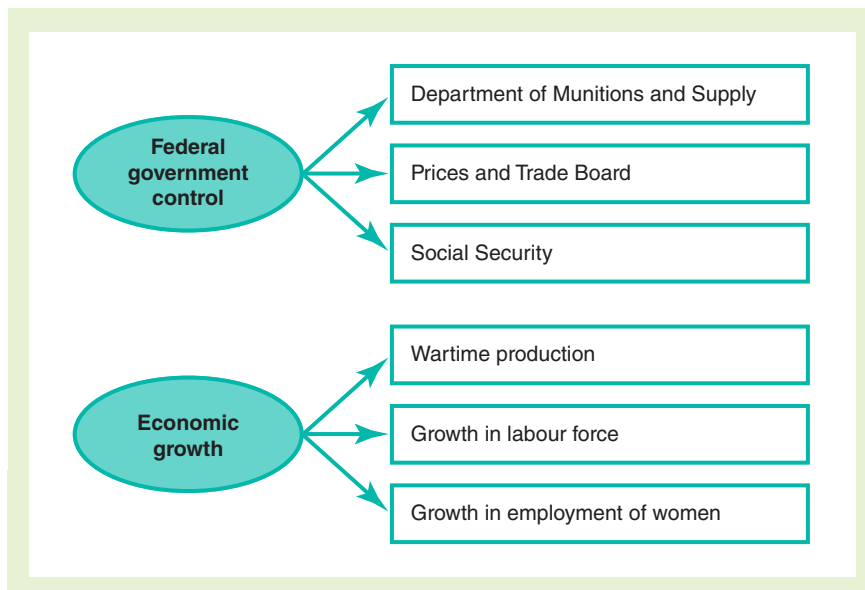 Federal
government
control
Department of Munitions and Supply
Prices and Trade Board
Social Security
Economic
growth
Wartime production
Growth in labour force
Growth in employment of women